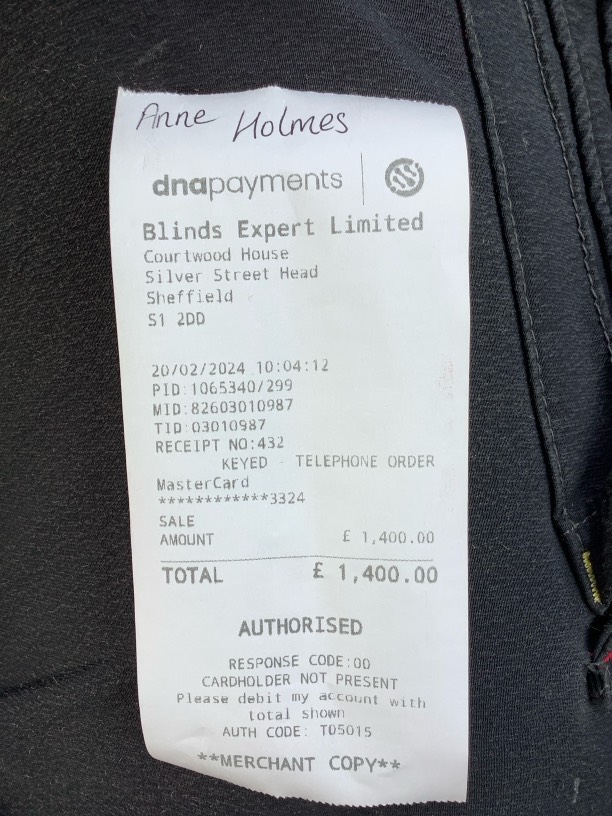 Anne Holmes
dnapayments
Blinds Expert Limited
Courtwood House
Silver Street Head
Sheffield
S1 2DD
20/02/2024 10:04:12
PID:1065340/299
MID:82603010987
TID:03010987
RECEIPT NO:432
KEYED - TELEPHONE ORDER
MasterCard
************3324
SALE
AMOUNT £ 1,400.00
TOTAL £ 1,400.00
AUTHORISED
RESPONSE CODE:00
CARDHOLDER NOT PRESENT
Please debit my account with
total shown
AUTH CODE: T05015
**MERCHANT COPY**